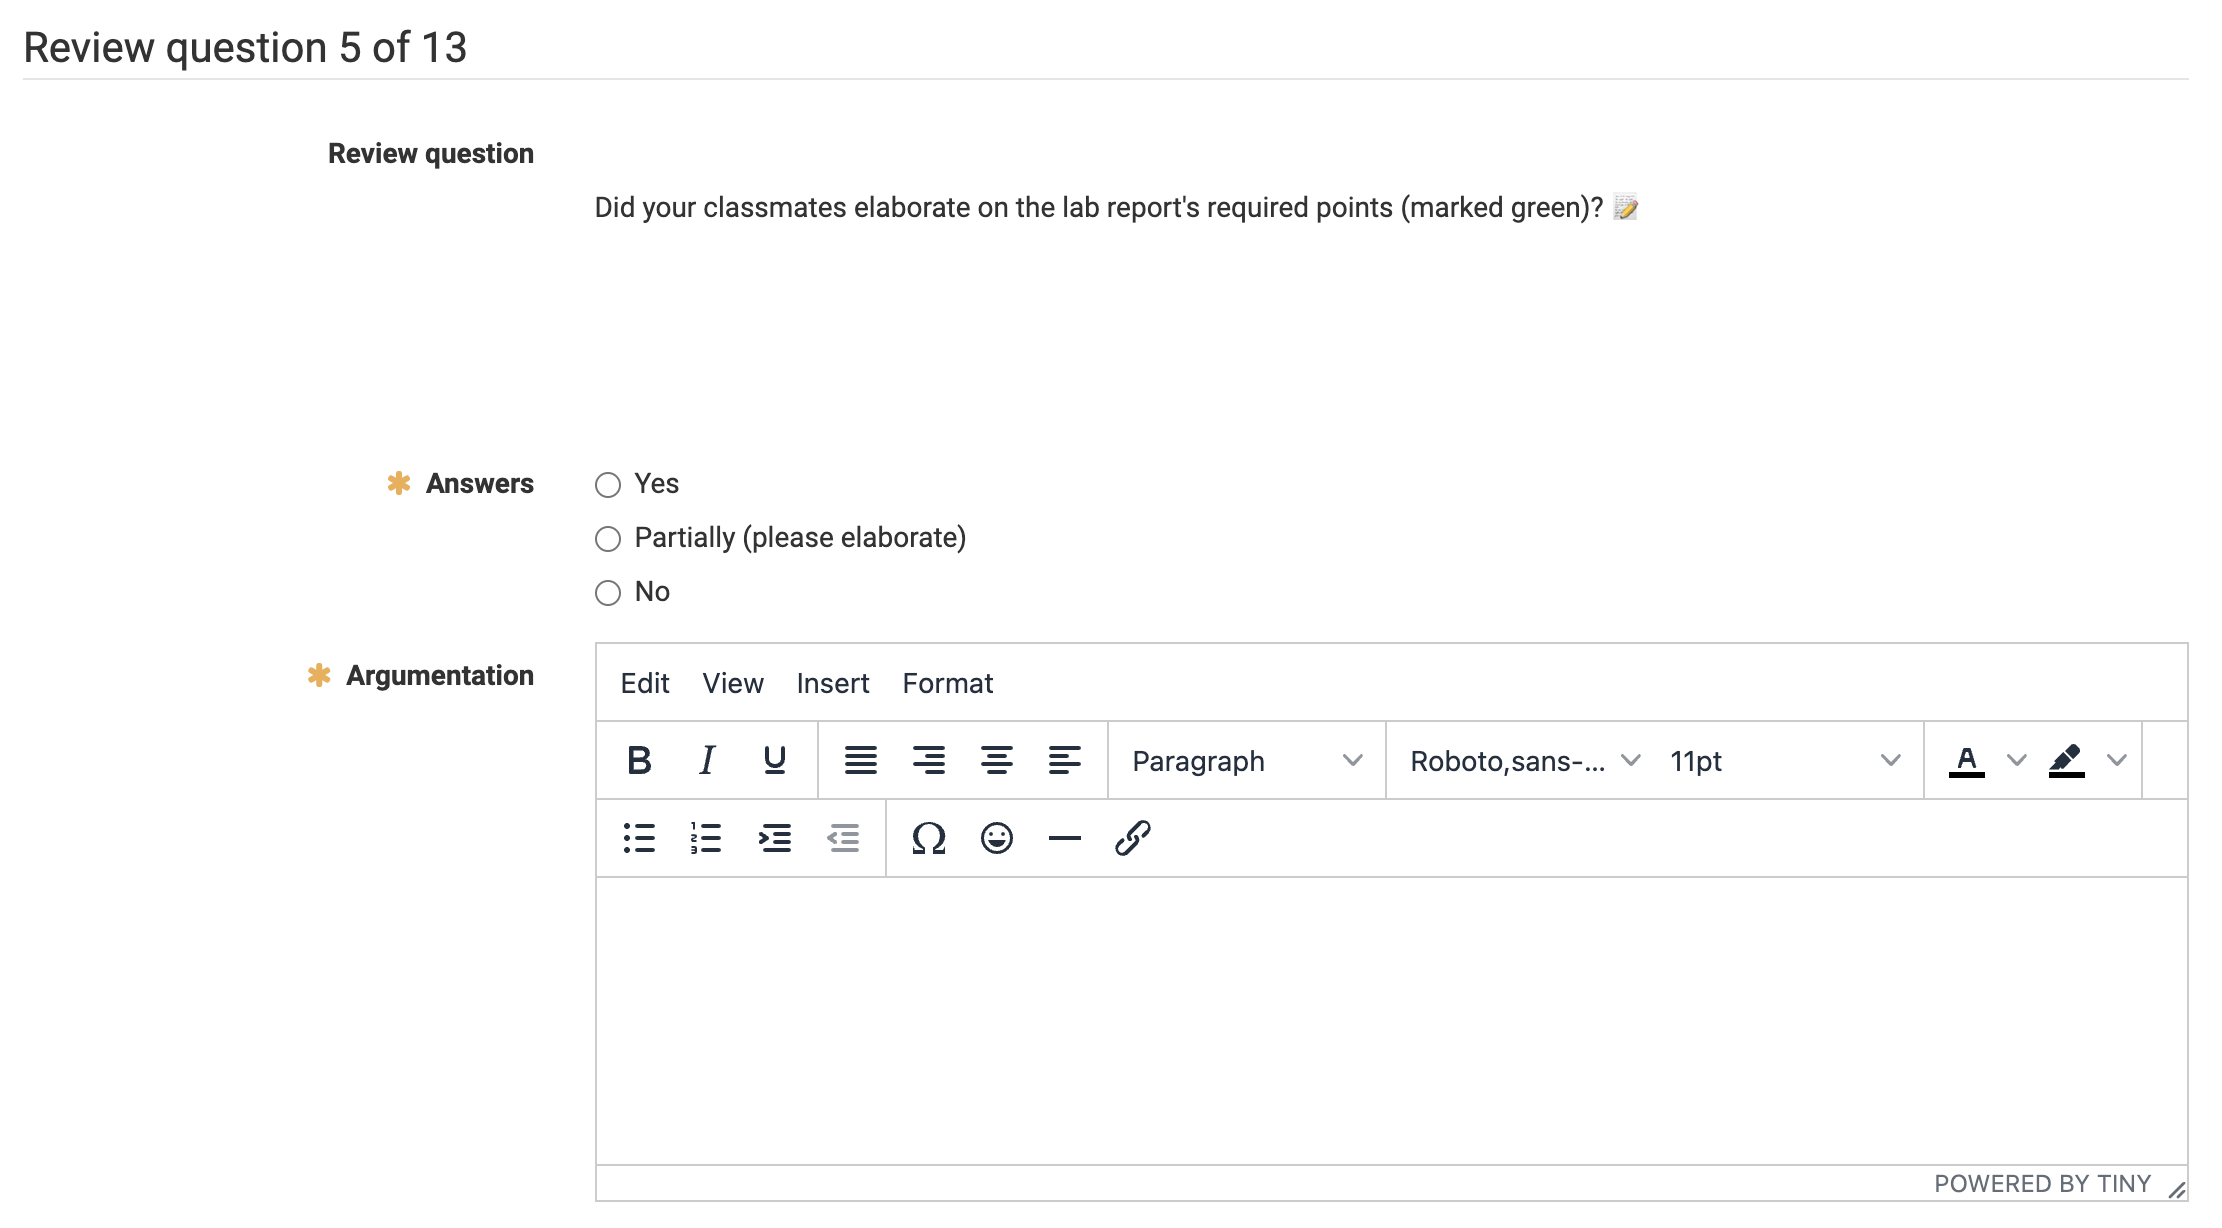 Review question 5 of 13
Review question
Did your classmates elaborate on the lab report's required points (marked green)? 📝
* Answers
Yes
Partially (please elaborate)
No
* Argumentation
Edit View Insert Format
B I U Paragraph Roboto,sans-... 11pt A
Ω
POWERED BY TINY